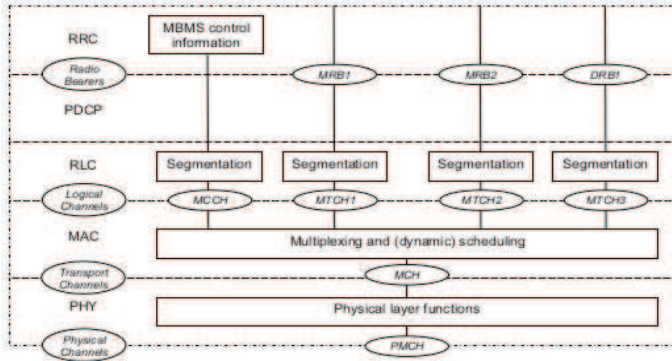 RRC
MBMS control
information
Radio
Bearers
MRB1
MRB2
DRB1
PDCP
RLC
Segmentation
Segmentation
Segmentation
Segmentation
Logical
Channels
MCCH
MTCH1
MTCH2
MTCH3
MAC
Multiplexing and (dynamic) scheduling
Transport
Channels
MCH
PHY
Physical layer functions
Physical
Channels
PMCH